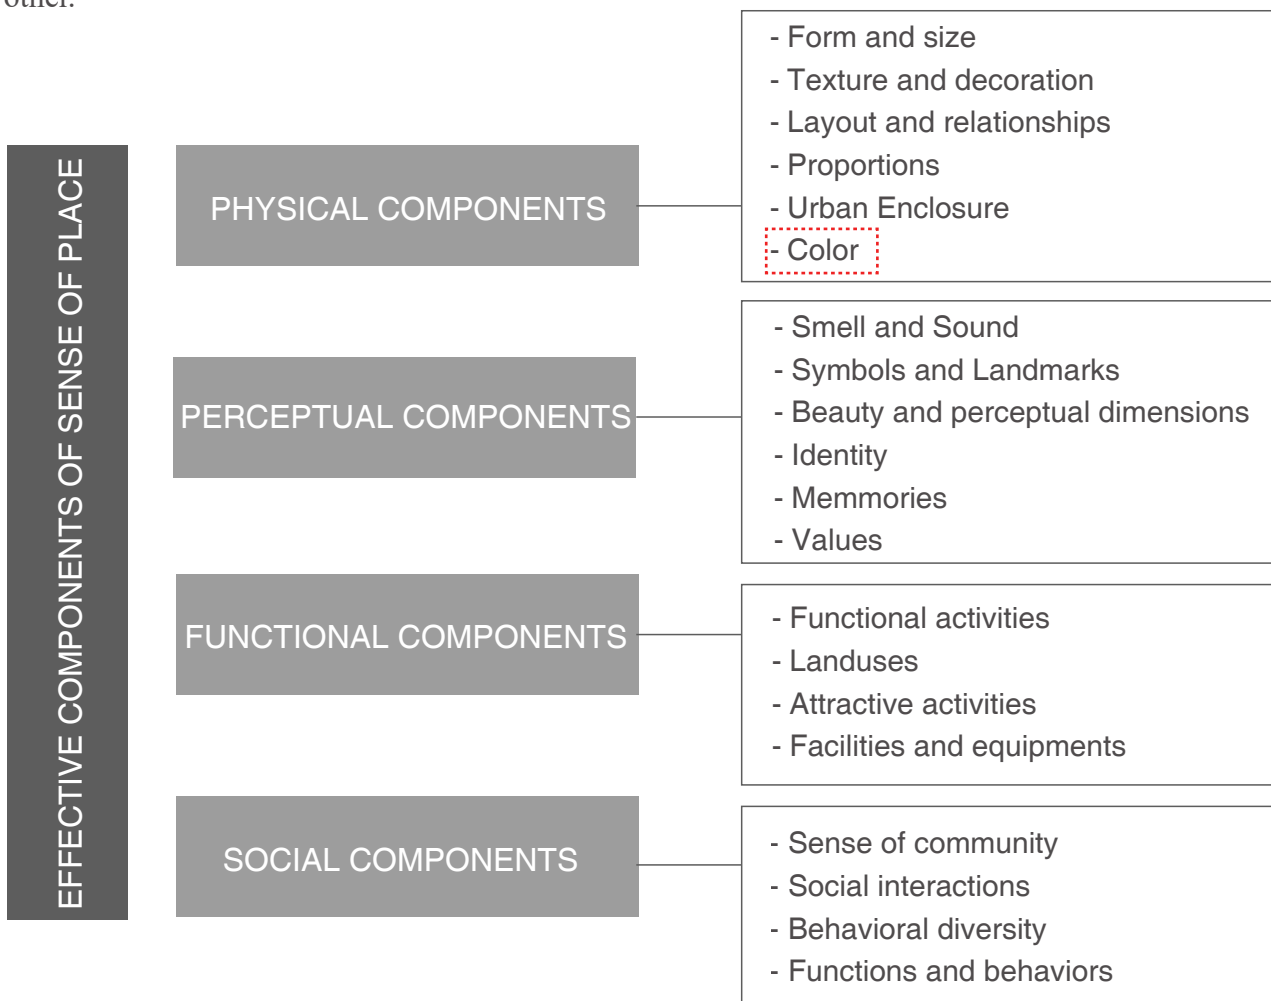 other.
EFFECTIVE COMPONENTS OF SENSE OF PLACE
PHYSICAL COMPONENTS
- Form and size
- Texture and decoration
- Layout and relationships
- Proportions
- Urban Enclosure
- Color
PERCEPTUAL COMPONENTS
- Smell and Sound
- Symbols and Landmarks
- Beauty and perceptual dimensions
- Identity
- Memmories
- Values
FUNCTIONAL COMPONENTS
- Functional activities
- Landuses
- Attractive activities
- Facilities and equipments
SOCIAL COMPONENTS
- Sense of community
- Social interactions
- Behavioral diversity
- Functions and behaviors